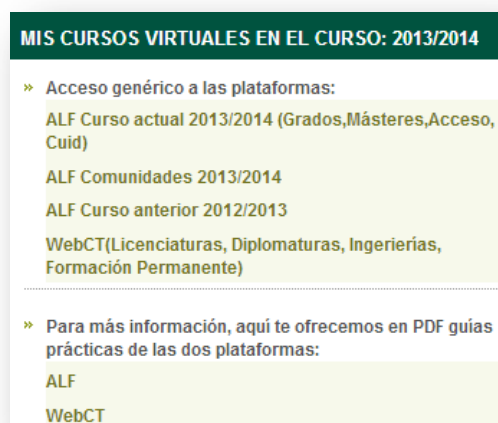 MIS CURSOS VIRTUALES EN EL CURSO: 2013/2014
» Acceso genérico a las plataformas:
ALF Curso actual 2013/2014 (Grados,Másteres,Acceso,
Cuid)
ALF Comunidades 2013/2014
ALF Curso anterior 2012/2013
WebCT(Licenciaturas, Diplomaturas, Ingerierías,
Formación Permanente)
» Para más información, aquí te ofrecemos en PDF guías
prácticas de las dos plataformas:
ALF
WebCT